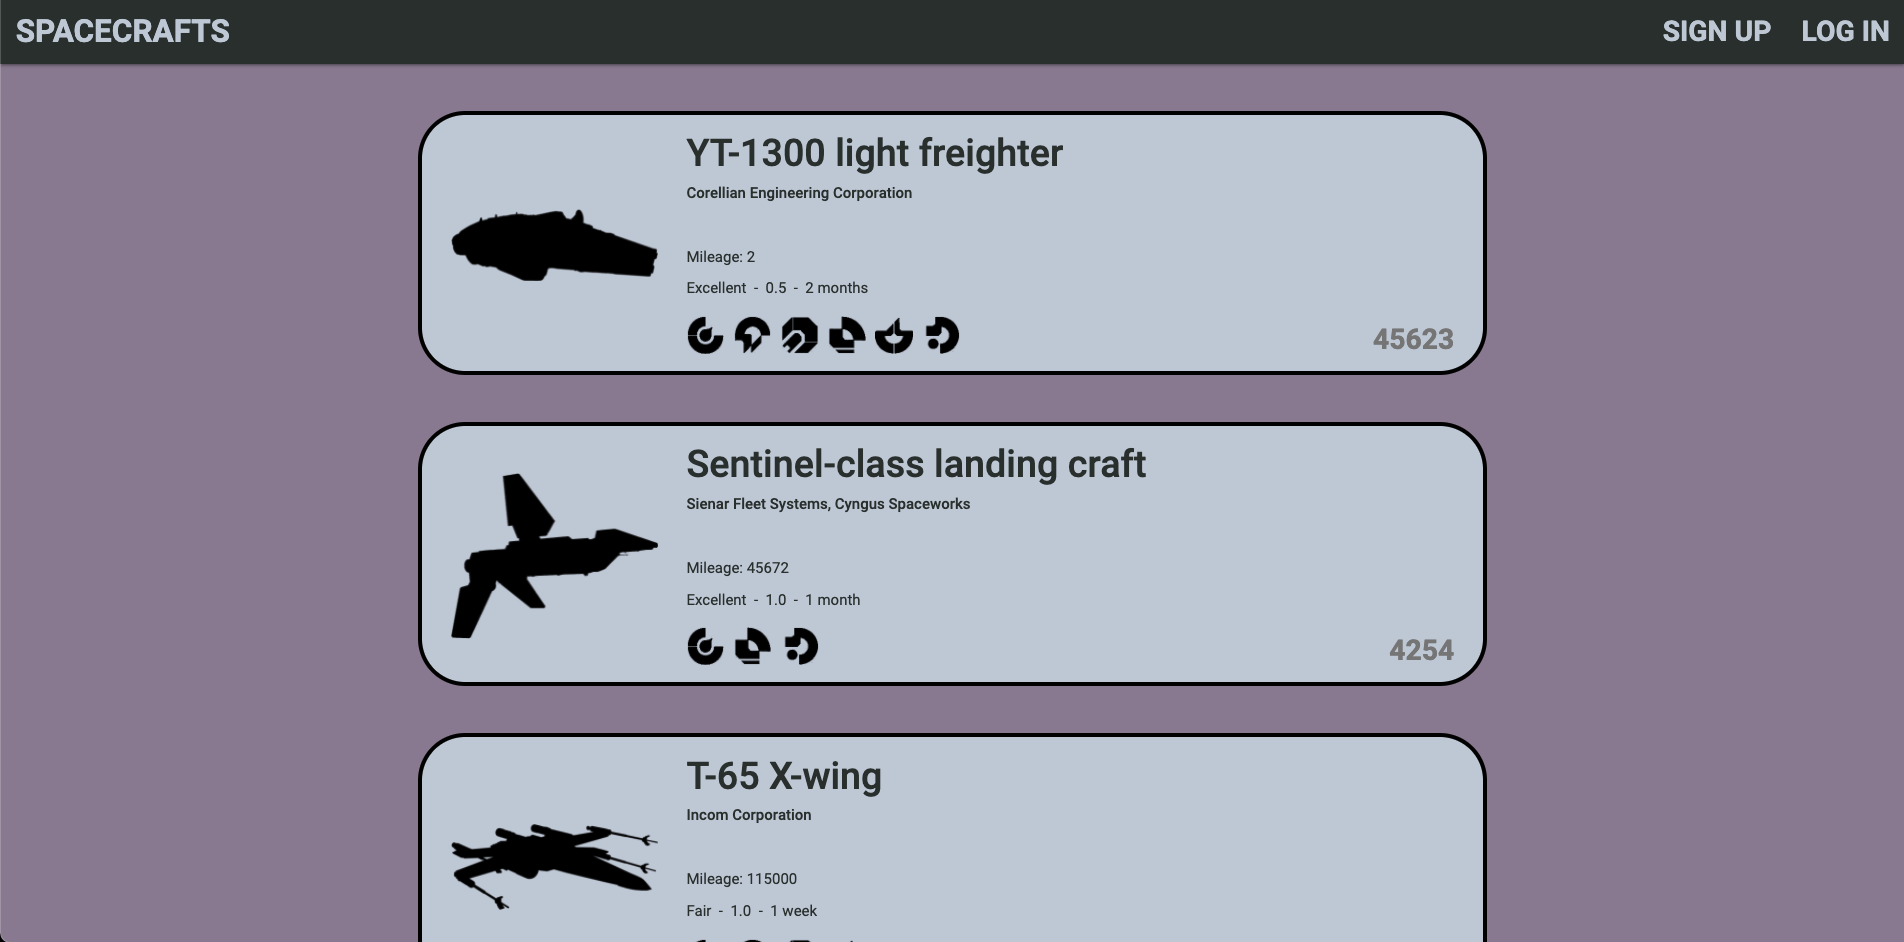 SPACECRAFTS
SIGN UP
LOG IN
YT-1300 light freighter
Corellian Engineering Corporation
Mileage: 2
Excellent - 0.5 - 2 months
45623
Sentinel-class landing craft
Sienar Fleet Systems, Cyngus Spaceworks
Mileage: 45672
Excellent - 1.0 - 1 month
4254
T-65 X-wing
Incom Corporation
Mileage: 115000
Fair - 1.0 - 1 week